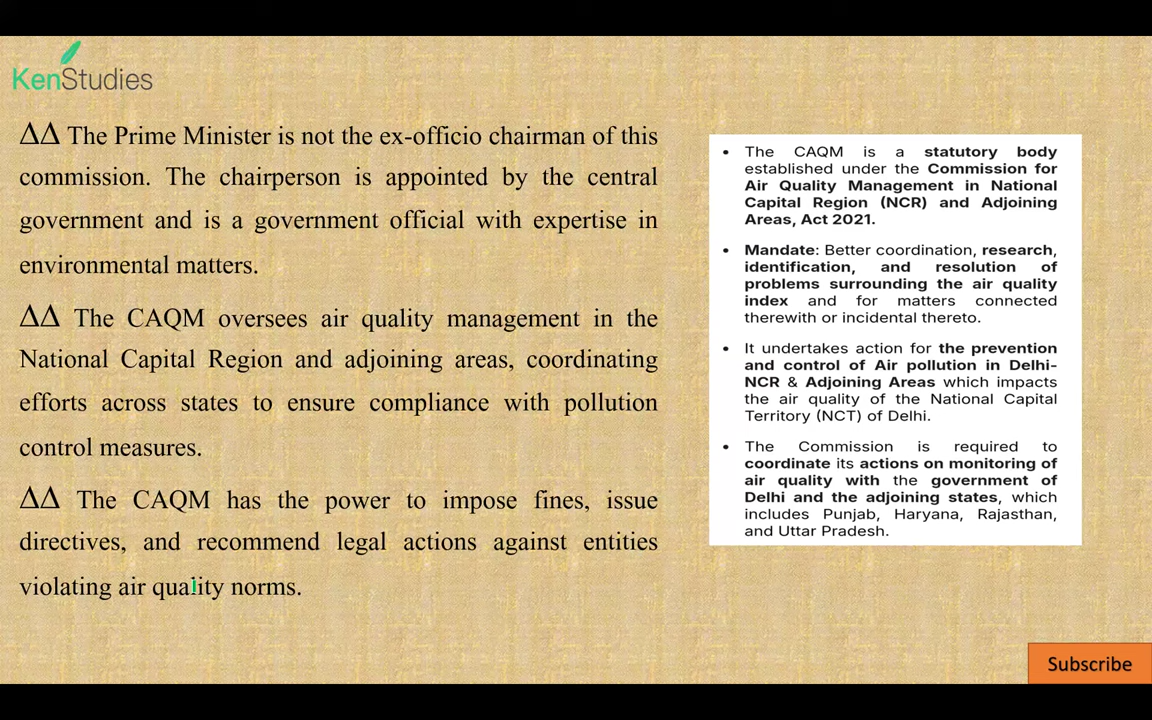 KenStudies
ΔΔ The Prime Minister is not the ex-officio chairman of this
commission. The chairperson is appointed by the central
government and is a government official with expertise in
environmental matters.
ΔΔ The CAQM oversees air quality management in the
National Capital Region and adjoining areas, coordinating
efforts across states to ensure compliance with pollution
control measures.
ΔΔ The CAQM has the power to impose fines, issue
directives, and recommend legal actions against entities
violating air quality norms.
• The CAQM is a statutory body
established under the Commission for
Air Quality Management in National
Capital Region (NCR) and Adjoining
Areas, Act 2021.
• Mandate: Better coordination, research,
identification, and resolution of
problems surrounding the air quality
index and for matters connected
therewith or incidental thereto.
• It undertakes action for the prevention
and control of Air pollution in Delhi-
NCR & Adjoining Areas which impacts
the air quality of the National Capital
Territory (NCT) of Delhi.
• The Commission is required to
coordinate its actions on monitoring of
air quality with the government of
Delhi and the adjoining states, which
includes Punjab, Haryana, Rajasthan,
and Uttar Pradesh.
Subscribe